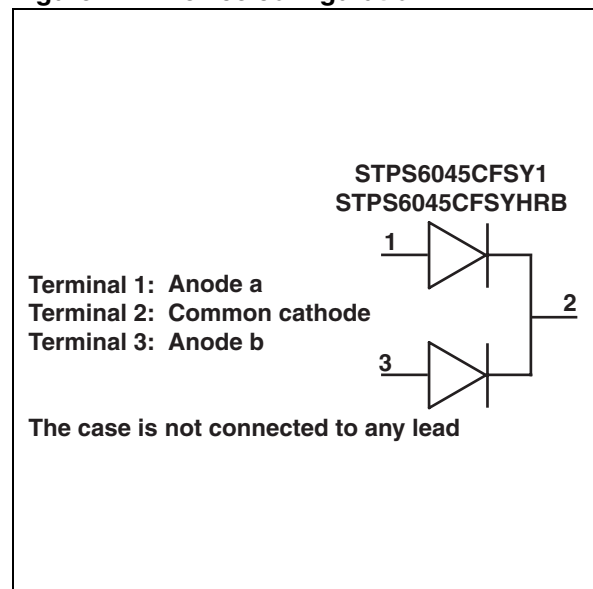 STPS6045CFSY1
STPS6045CFSYHRB
1
Terminal 1: Anode a
Terminal 2: Common cathode
2
Terminal 3: Anode b
3
The case is not connected to any lead